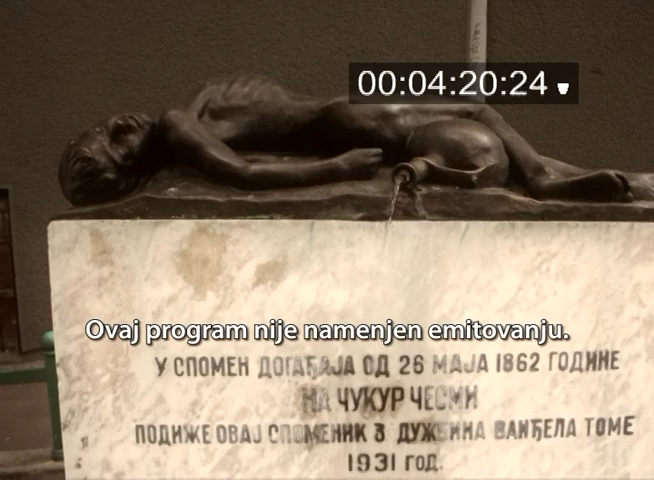 00:04:20:24
Ovaj program nije namenjen emitovanju.
У СПОМЕН ДОГАЂАЈА ОД 26 МАЈА 1862 ГОДИНЕ
НА ЧУКУР ЧЕСМИ
ПОДИЖЕ ОВАЈ СПОМЕНИК З ДУЖБИНА ВАНЂЕЛА ТОМЕ
1931 ГОД.